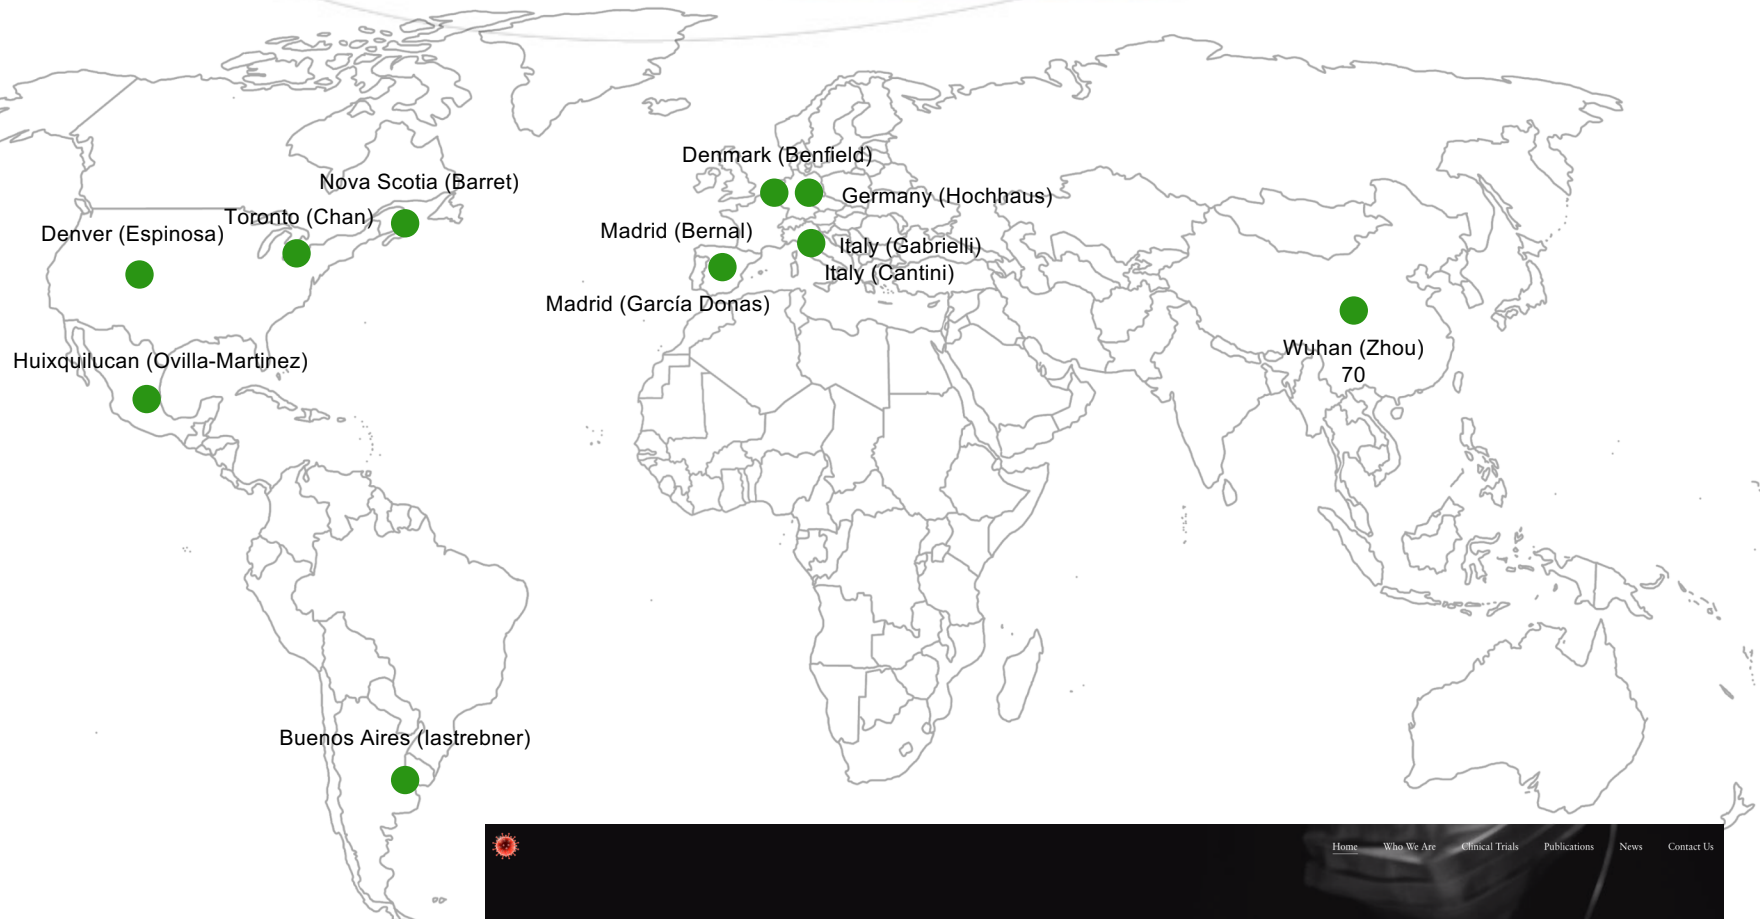 Denmark (Benfield)
Nova Scotia (Barret)
Germany (Hochhaus)
Toronto (Chan)
Denver (Espinosa)
Madrid (Bernal)
Italy (Gabrielli)
Italy (Cantini)
Madrid (García Donas)
Wuhan (Zhou)
70
Huixquilucan (Ovilla-Martinez)
Buenos Aires (Iastrebner)
Home Who We Are Clinical Trials Publications News Contact Us